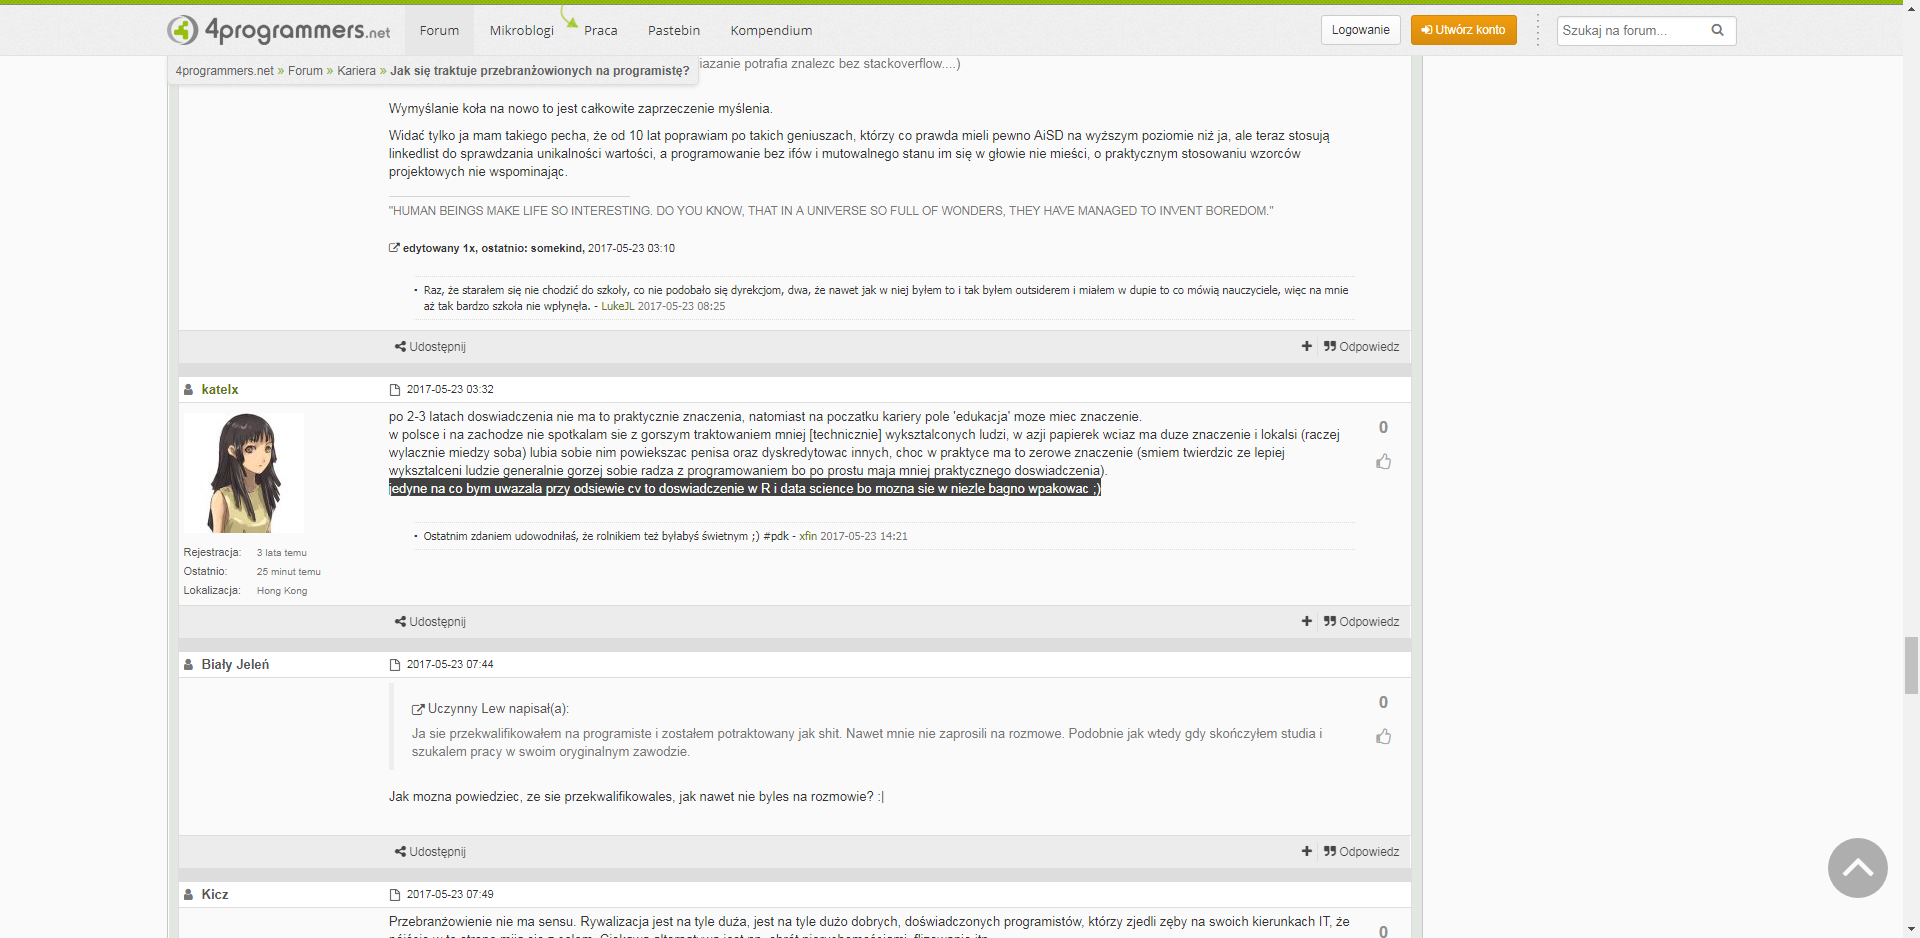 4programmers.net
Forum
Mikroblogi
Praca
Pastebin
Kompendium
Logowanie
Utwórz konto
Szukaj na forum...
4programmers.net » Forum » Kariera » Jak się traktuje przebranżowionych na programistę?
iazanie potrafia znalezc bez stackoverflow....)
Wymyślanie koła na nowo to jest całkowite zaprzeczenie myślenia.
Widać tylko ja mam takiego pecha, że od 10 lat poprawiam po takich geniuszach, którzy co prawda mieli pewno AiSD na wyższym poziomie niż ja, ale teraz stosują
linkedlist do sprawdzania unikalności wartości, a programowanie bez ifów i mutowalnego stanu im się w głowie nie mieści, o praktycznym stosowaniu wzorców
projektowych nie wspominając.
"HUMAN BEINGS MAKE LIFE SO INTERESTING. DO YOU KNOW, THAT IN A UNIVERSE SO FULL OF WONDERS, THEY HAVE MANAGED TO INVENT BOREDOM."
edytowany 1x, ostatnio: somekind, 2017-05-23 03:10
• Raz, że starałem się nie chodzić do szkoły, co nie podobało się dyrekcjom, dwa, że nawet jak w niej byłem to i tak byłem outsiderem i miałem w dupie to co mówią nauczyciele, więc na mnie
aż tak bardzo szkoła nie wpłynęła. - LukeJL 2017-05-23 08:25
Udostępnij
Odpowiedz
katelx
2017-05-23 03:32
po 2-3 latach doswiadczenia nie ma to praktycznie znaczenia, natomiast na poczatku kariery pole 'edukacja' moze miec znaczenie.
w polsce i na zachodze nie spotkalam sie z gorszym traktowaniem mniej [technicznie] wyksztalconych ludzi, w azji papierek wciaz ma duze znaczenie i lokalsi (raczej
wylacznie miedzy soba) lubia sobie nim powiekszac penisa oraz dyskredytowac innych, choc w praktyce ma to zerowe znaczenie (smiem twierdzic ze lepiej
wyksztalceni ludzie generalnie gorzej sobie radza z programowaniem bo po prostu maja mniej praktycznego doswiadczenia).
jedyne na co bym uwazala przy odsiewie cv to doswiadczenie w R i data science bo mozna sie w niezle bagno wpakowac ;)
0
• Ostatnim zdaniem udowodniłaś, że rolnikiem też byłabyś świetnym ;) #pdk - xfin 2017-05-23 14:21
Rejestracja: 3 lata temu
Ostatnio: 25 minut temu
Lokalizacja: Hong Kong
Udostępnij
Odpowiedz
Biały Jeleń
2017-05-23 07:44
0
Uczynny Lew napisał(a):
Ja sie przekwalifikowałem na programiste i zostałem potraktowany jak shit. Nawet mnie nie zaprosili na rozmowe. Podobnie jak wtedy gdy skończyłem studia i
szukalem pracy w swoim oryginalnym zawodzie.
Jak mozna powiedziec, ze sie przekwalifikowales, jak nawet nie byles na rozmowie? :|
Udostępnij
Odpowiedz
Kicz
2017-05-23 07:49
Przebranżowienie nie ma sensu. Rywalizacja jest na tyle duża, jest na tyle dużo dobrych, doświadczonych programistów, którzy zjedli zęby na swoich kierunkach IT, że
0